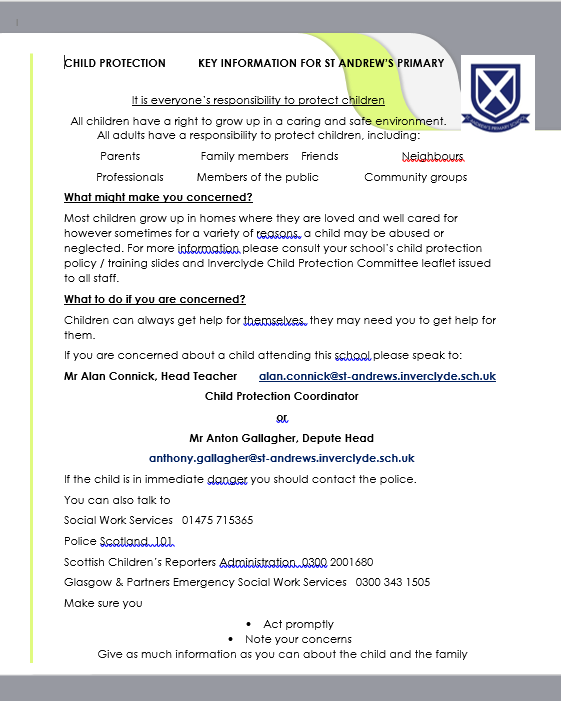 CHILD PROTECTION KEY INFORMATION FOR ST ANDREW'S PRIMARY
It is everyone's responsibility to protect children
All children have a right to grow up in a caring and safe environment.
All adults have a responsibility to protect children, including:
Parents Family members Friends Neighbours
Professionals Members of the public Community groups
What might make you concerned?
Most children grow up in homes where they are loved and well cared for
however sometimes for a variety of reasons, a child may be abused or
neglected. For more information please consult your school's child protection
policy / training slides and Inverclyde Child Protection Committee leaflet issued
to all staff.
What to do if you are concerned?
Children can always get help for themselves, they may need you to get help for
them.
If you are concerned about a child attending this school please speak to:
Mr Alan Connick, Head Teacher alan.connick@st-andrews.inverclyde.sch.uk
Child Protection Coordinator
or
Mr Anton Gallagher, Depute Head
anthony.gallagher@st-andrews.inverclyde.sch.uk
If the child is in immediate danger you should contact the police.
You can also talk to
Social Work Services 01475 715365
Police Scotland 101
Scottish Children's Reporters Administration 0300 2001680
Glasgow & Partners Emergency Social Work Services 0300 343 1505
Make sure you
• Act promptly
• Note your concerns
Give as much information as you can about the child and the family